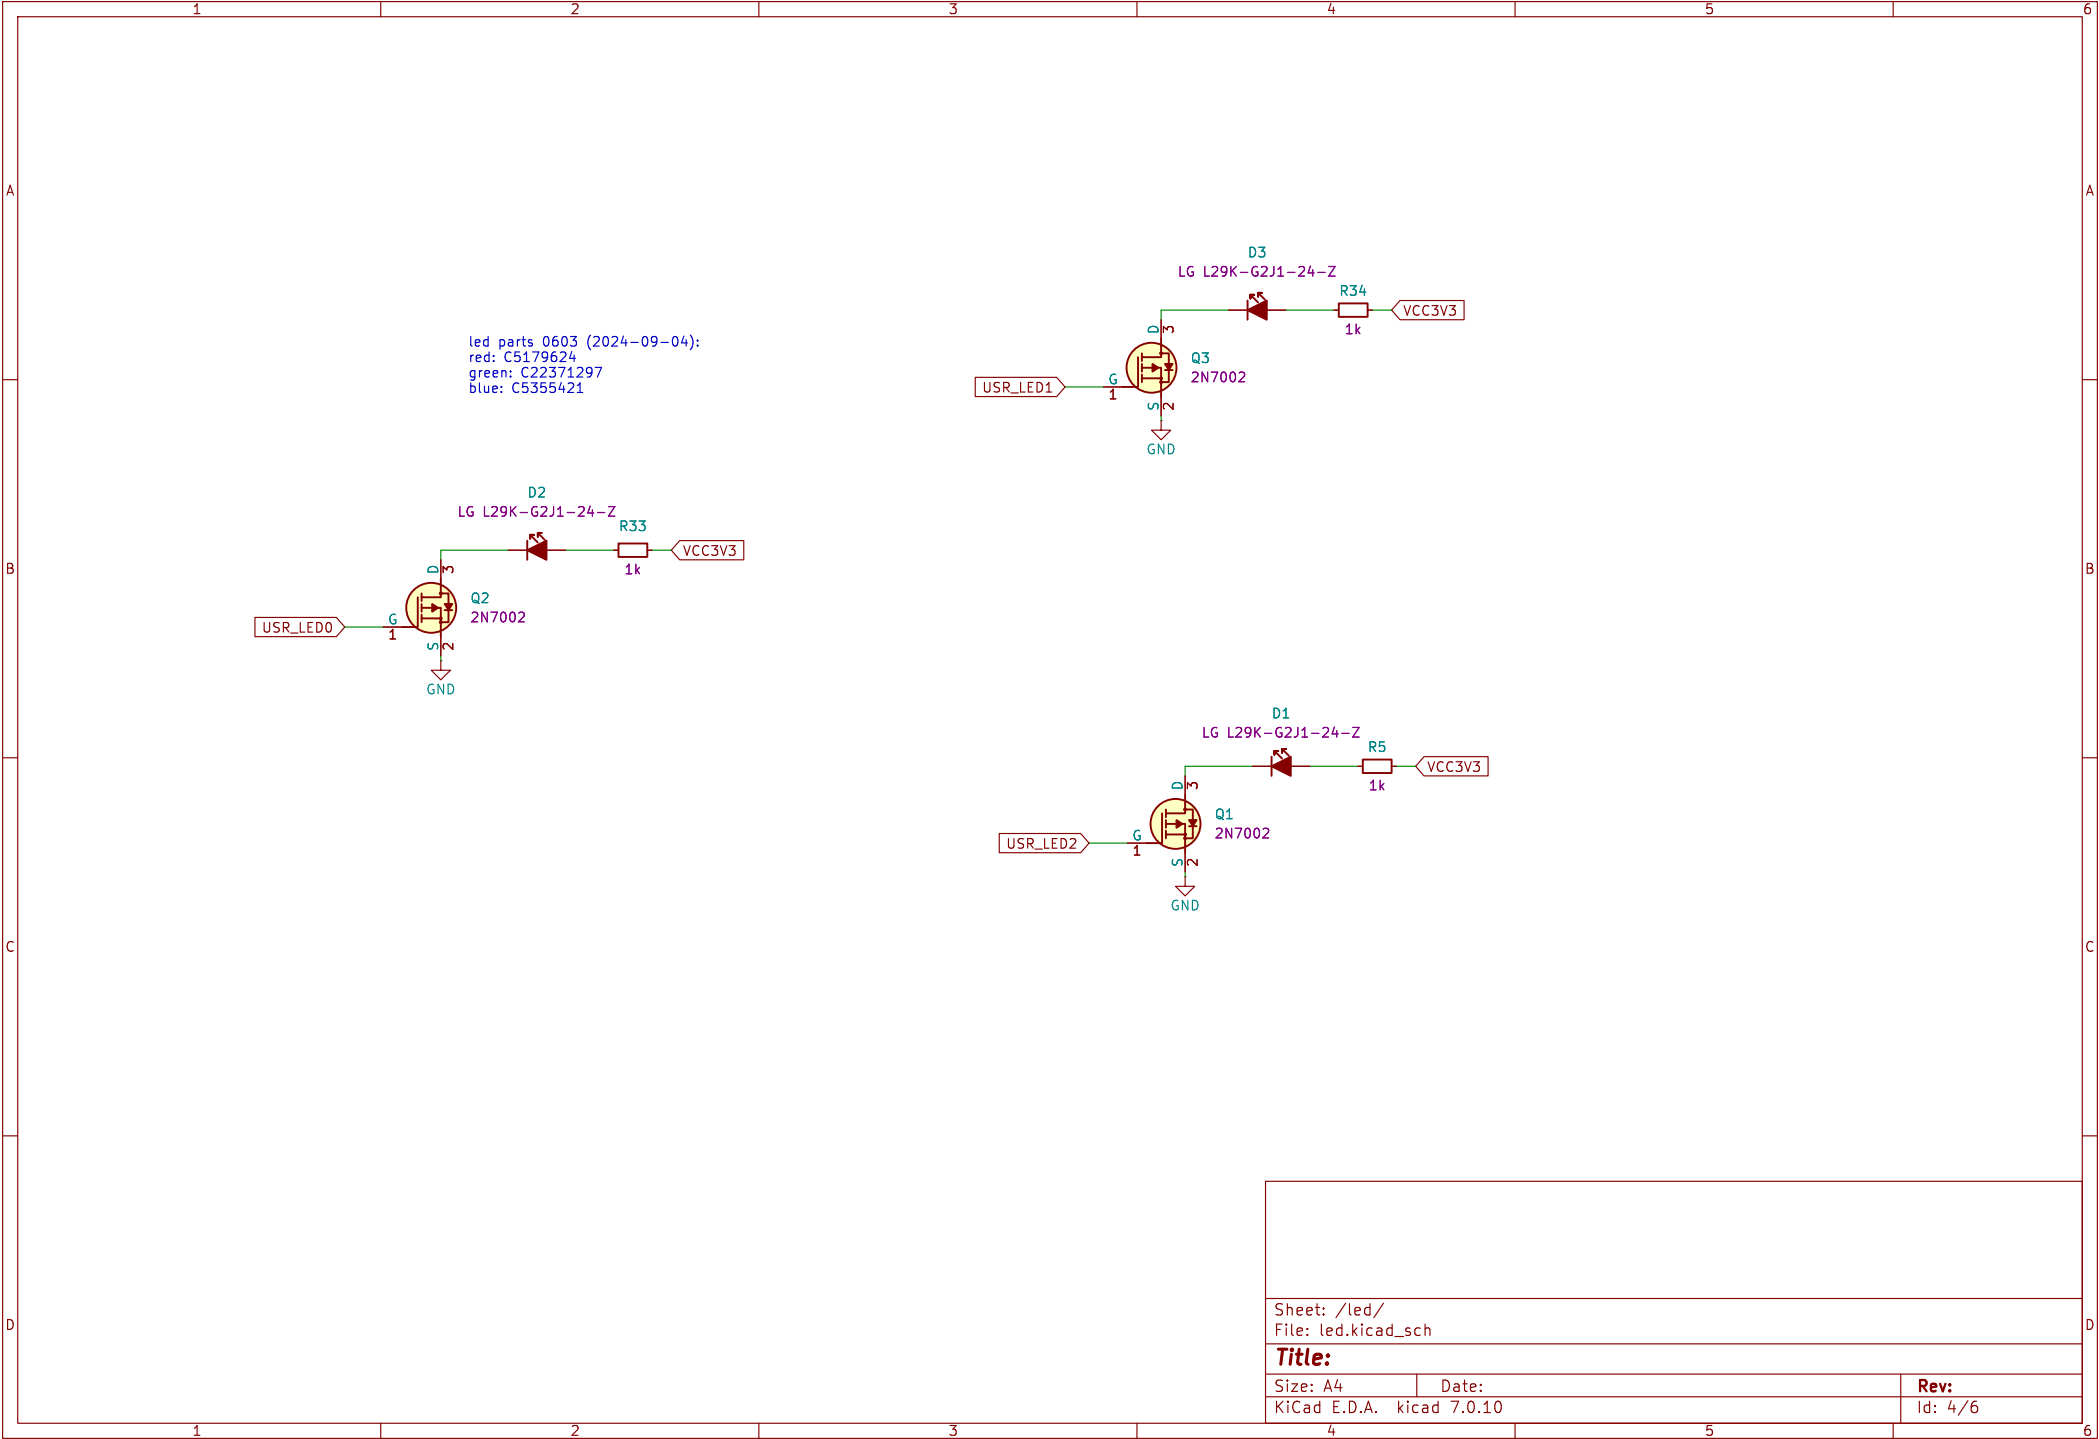 1 2 3 4 5 6
A A
D3
LG L29K-G2J1-24-Z
R34
VCC3V3
1k
D
3
Q3
2N7002
USR_LED1
G
1
S
2
GND
led parts 0603 (2024-09-04):
red: C5179624
green: C22371297
blue: C5355421
D2
LG L29K-G2J1-24-Z
R33
VCC3V3
1k
B B
D
3
Q2
2N7002
USR_LED0
G
1
S
2
GND
D1
LG L29K-G2J1-24-Z
R5
VCC3V3
1k
D
3
Q1
2N7002
USR_LED2
G
1
S
2
GND
C C
Sheet: /led/
File: led.kicad_sch
D D
Title:
Size: A4 Date: Rev:
KiCad E.D.A. kicad 7.0.10 Id: 4/6
1 2 3 4 5 6